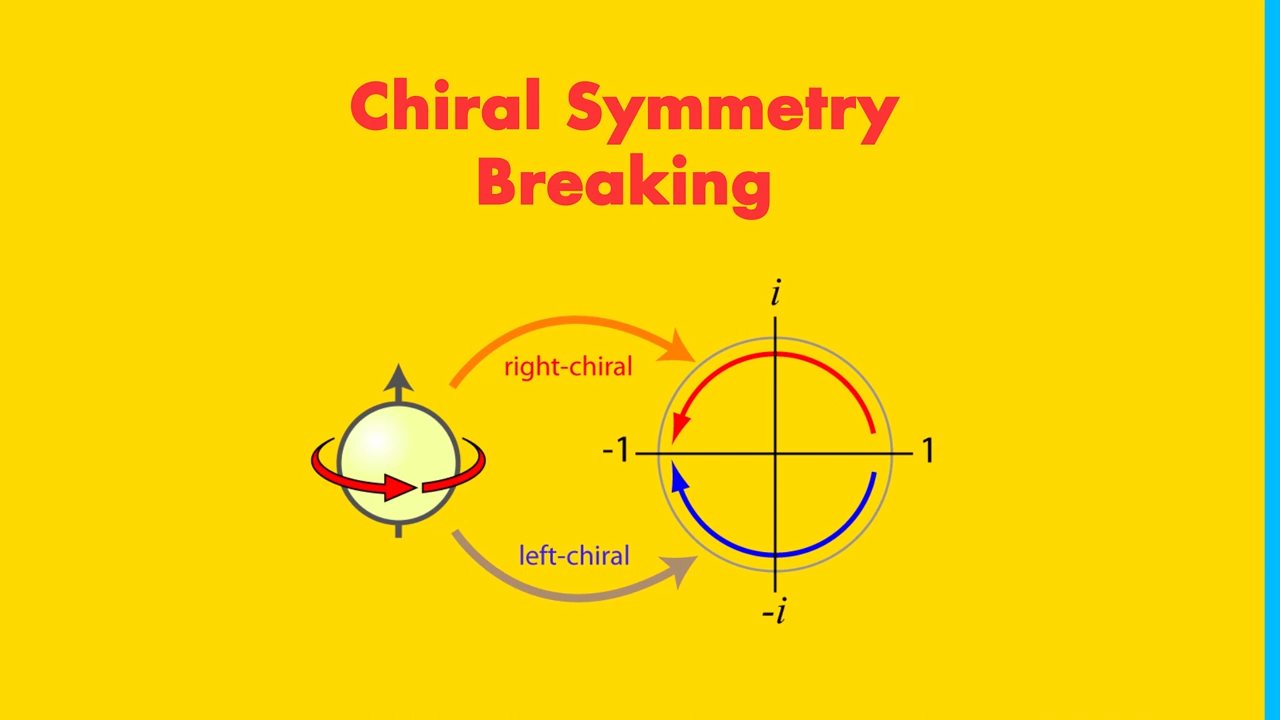 Chiral Symmetry
Breaking
i
right-chiral
-1
1
left-chiral
-i